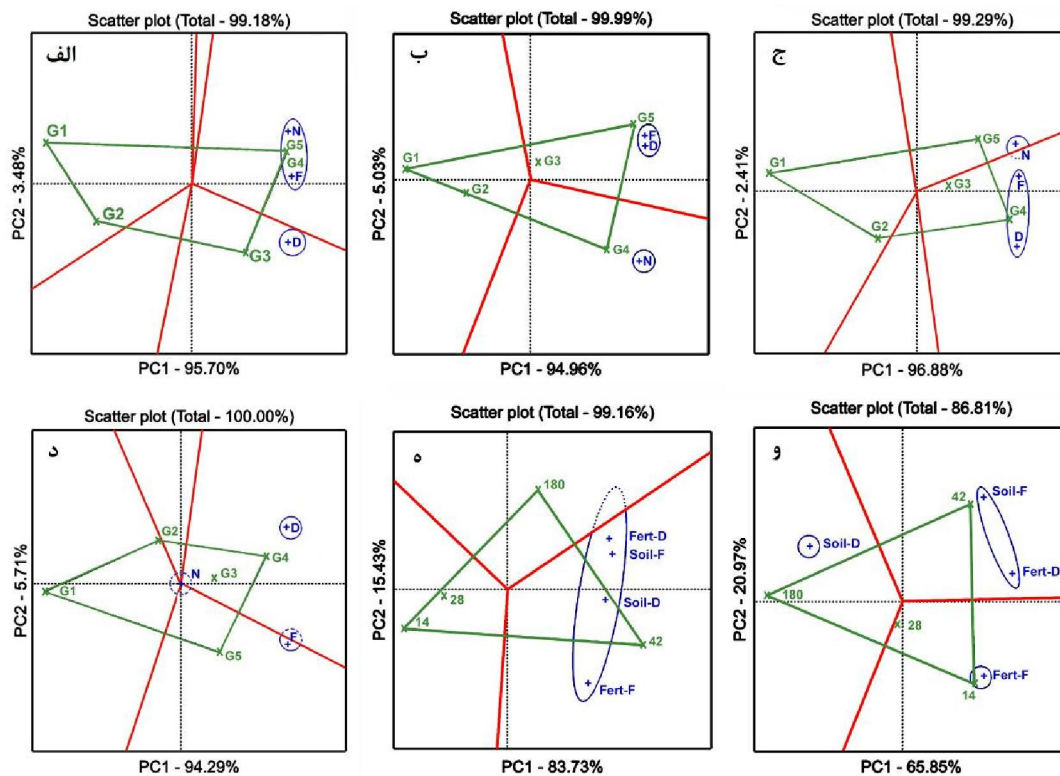 Scatter plot (Total - 99.18%)
الف
+N
G1
G5
G4
+F
G2
+D
G3
PC2 - 3.48%
PC1 - 95.70%
Scatter plot (Total - 99.99%)
ب
G5
+F
+D
G3
G1
G2
G4
+N
PC2 - 5.03%
PC1 - 94.96%
Scatter plot (Total - 99.29%)
ج
G5
+
N
G1
G3
+
F
G4
G2
D
+
PC2 - 2.41%
PC1 - 96.88%
Scatter plot (Total - 100.00%)
د
G2
+D
G4
N
G3
G1
F
+
G5
PC2 - 5.71%
PC1 - 94.29%
Scatter plot (Total - 99.16%)
ه
180
+ Fert-D
+ Soil-F
28
+ Soil-D
14
42
+ Fert-F
PC2 - 15.43%
PC1 - 83.73%
Scatter plot (Total - 86.81%)
و
42
+ Soil-F
+ Soil-D
+ Fert-D
180
28
+ Fert-F
14
PC2 - 20.97%
PC1 - 65.85%